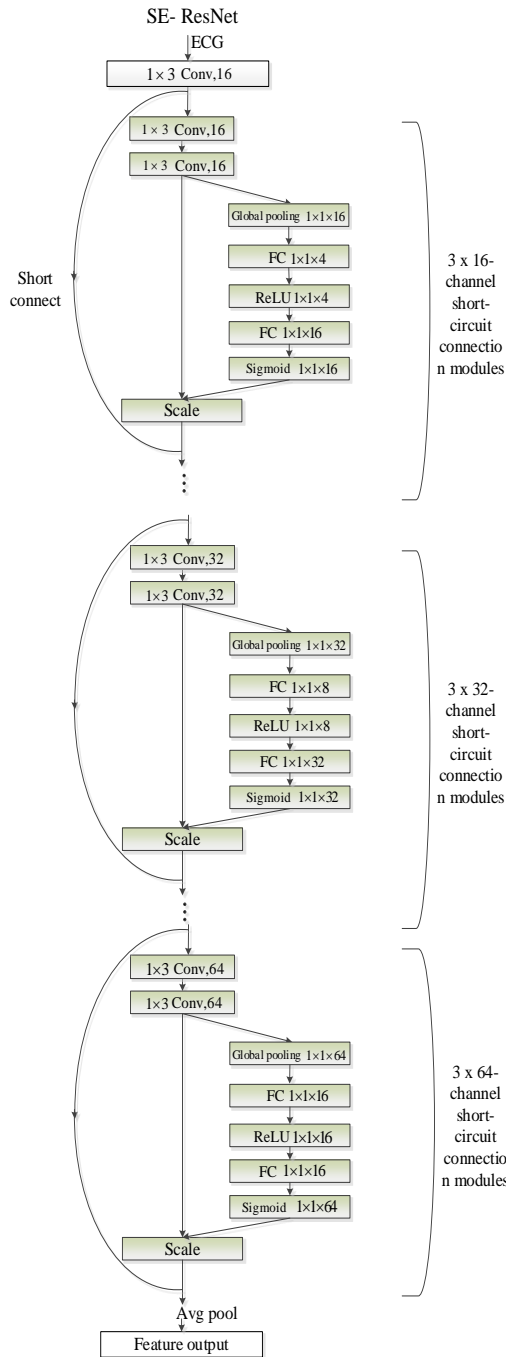 SE- ResNet
ECG
1× 3 Conv,16
1× 3 Conv,16
1×3 Conv,16
Global pooling 1×1×16
FC 1×1×4
ReLU 1×1×4
FC 1×1×16
Sigmoid 1×1×16
Scale
Short
connect
3 x 16-
channel
short-
circuit
connectio
n modules
1×3 Conv,32
1×3 Conv,32
Global pooling 1×1×32
FC 1×1×8
ReLU 1×1×8
FC 1×1×32
Sigmoid 1×1×32
Scale
3 x 32-
channel
short-
circuit
connectio
n modules
1×3 Conv,64
1×3 Conv,64
Global pooling 1×1×64
FC 1×1×16
ReLU 1×1×16
FC 1×1×16
Sigmoid 1×1×64
Scale
3 x 64-
channel
short-
circuit
connectio
n modules
Avg pool
Feature output